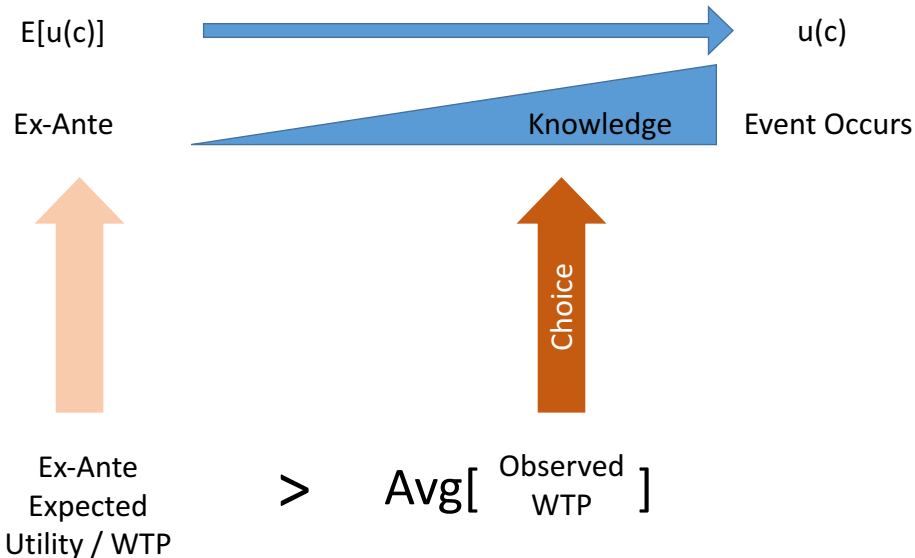 E[u(c)]
u(c)
Ex-Ante
Knowledge
Event Occurs
Choice
Ex-Ante
Expected
Utility / WTP
>
Avg[
Observed
WTP
]